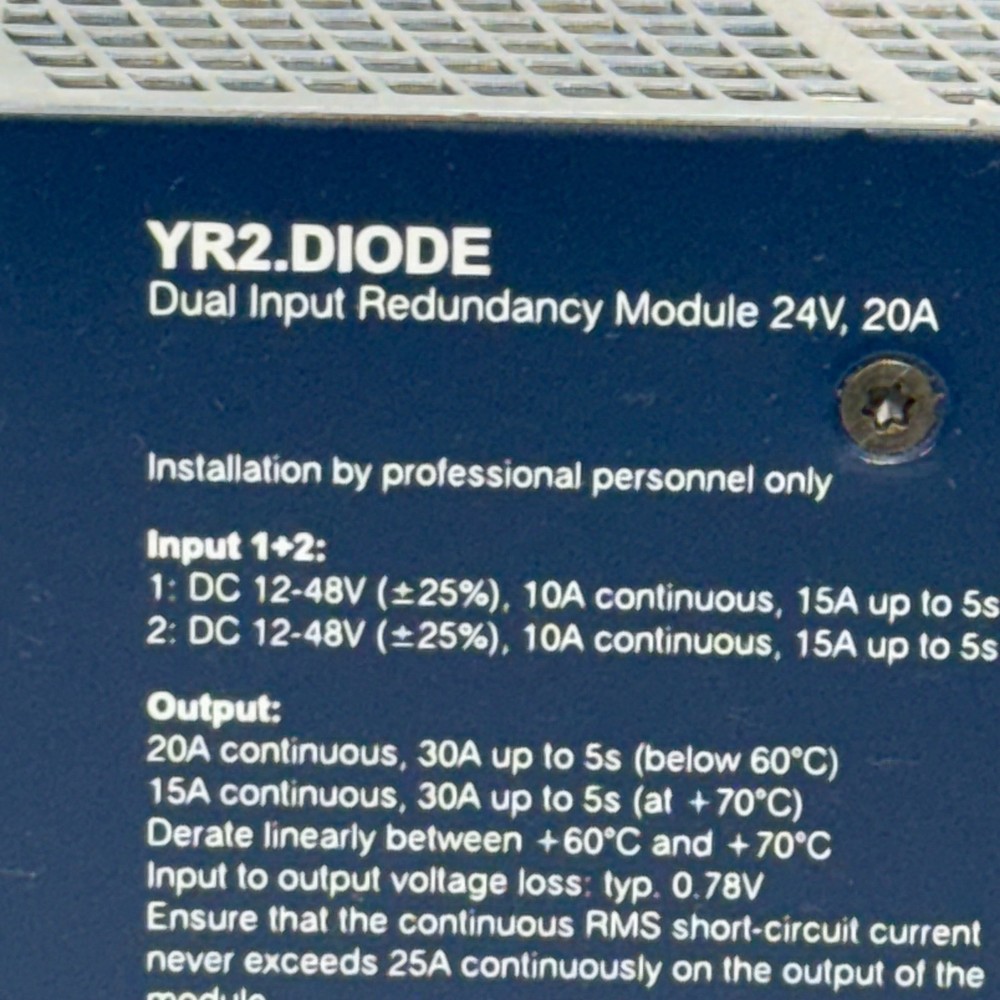 YR2.DIODE
Dual Input Redundancy Module 24V, 20A
Installation by professional personnel only
Input 1+2:
1: DC 12-48V (±25%), 10A continuous, 15A up to 5s
2: DC 12-48V (±25%), 10A continuous, 15A up to 5s
Output:
20A continuous, 30A up to 5s (below 60°C)
15A continuous, 30A up to 5s (at +70°C)
Derate linearly between +60°C and +70°C
Input to output voltage loss: typ. 0.78V
Ensure that the continuous RMS short-circuit current
never exceeds 25A continuously on the output of the
module